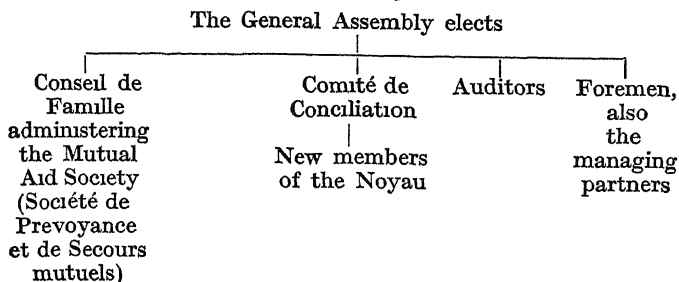 The General Assembly elects
Conseil de
Famille
administering
the Mutual
Aid Society
(Société de
Prevoyance
et de Secours
mutuels)
Comité de
Conciliation
New members
of the Noyau
Auditors
Foremen,
also
the
managing
partners